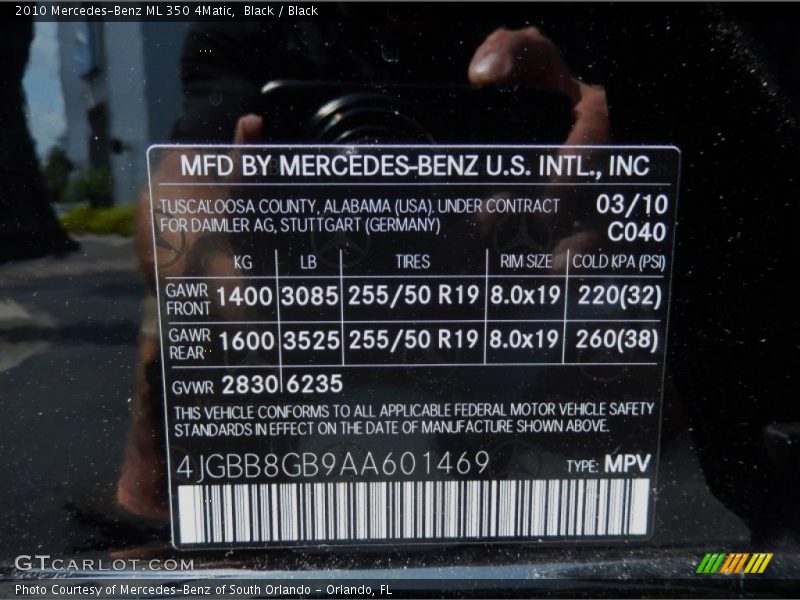 2010 Mercedes-Benz ML 350 4Matic, Black / Black
MFD BY MERCEDES-BENZ U.S. INTL., INC
TUSCALOOSA COUNTY, ALABAMA (USA). UNDER CONTRACT 03/10
FOR DAIMLER AG, STUTTGART (GERMANY) C040
KG LB TIRES RIM SIZE COLD KPA (PSI)
GAWR FRONT 1400 3085 255/50 R19 8.0x19 220(32)
GAWR REAR 1600 3525 255/50 R19 8.0x19 260(38)
GVWR 2830 6235
THIS VEHICLE CONFORMS TO ALL APPLICABLE FEDERAL MOTOR VEHICLE SAFETY
STANDARDS IN EFFECT ON THE DATE OF MANUFACTURE SHOWN ABOVE.
4JGBB8GB9AA601469 TYPE: MPV
GTCARLOT.COM
Photo Courtesy of Mercedes-Benz of South Orlando - Orlando, FL